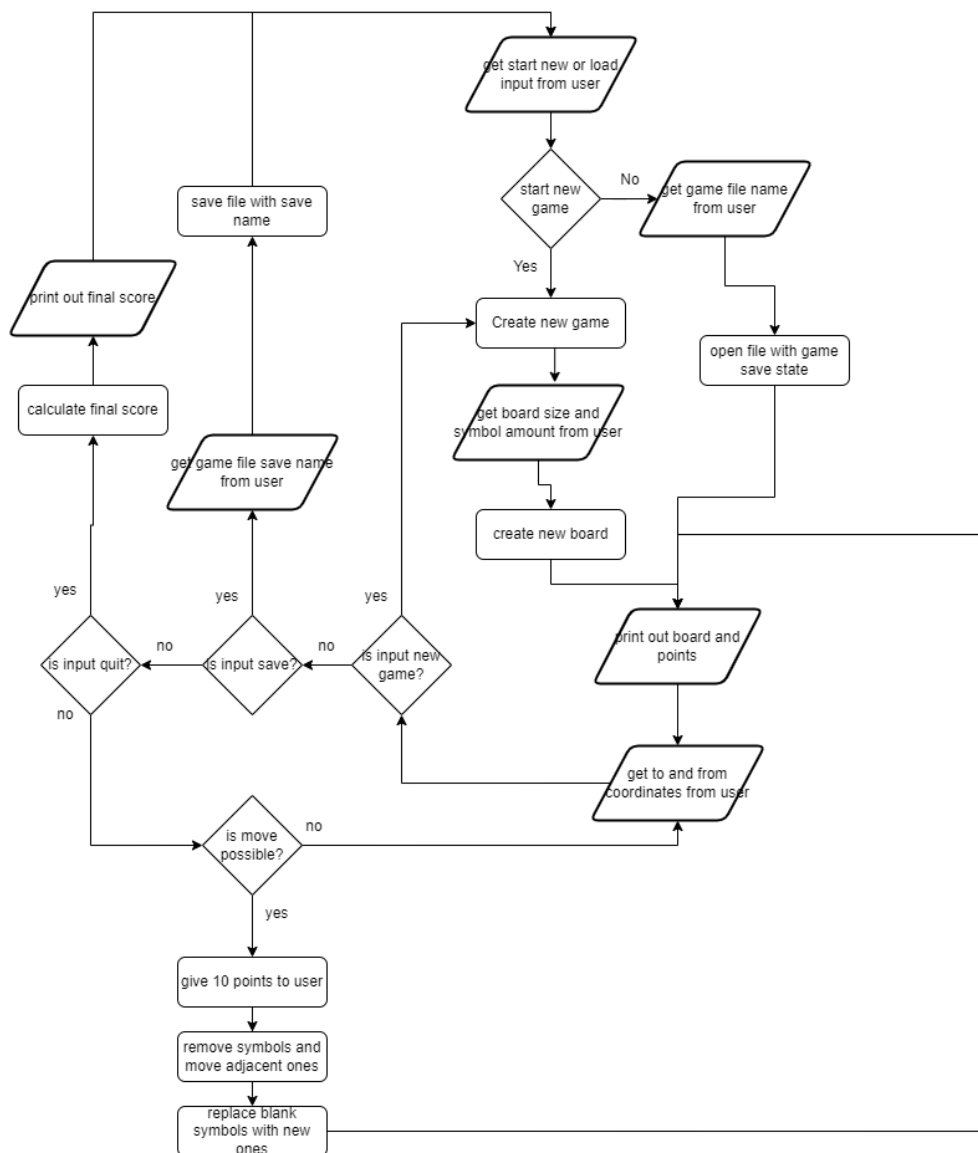 get start new or load
input from user
start new
game
No
get game file name
from user
save file with save
name
Yes
print out final score
Create new game
open file with game
save state
calculate final score
get board size and
symbol amount from user
get game file save name
from user
create new board
yes
yes
yes
print out board and
points
is input quit?
no
is input save?
no
is input new
game?
no
get to and from
coordinates from user
is move
possible?
no
yes
give 10 points to user
remove symbols and
move adjacent ones
replace blank
symbols with new
ones